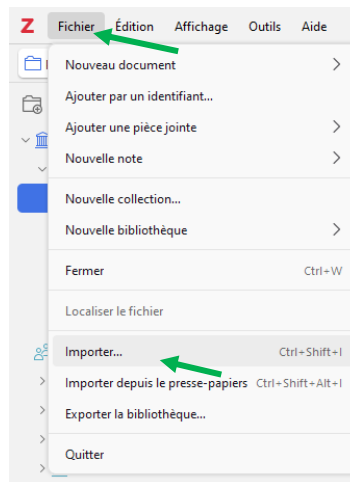 Z Fichier Édition Affichage Outils Aide
Nouveau document
Ajouter par un identifiant...
Ajouter une pièce jointe
Nouvelle note
Nouvelle collection...
Nouvelle bibliothèque
Fermer Ctrl+W
Localiser le fichier
Importer... Ctrl+Shift+I
Importer depuis le presse-papiers Ctrl+Shift+Alt+I
Exporter la bibliothèque...
Quitter